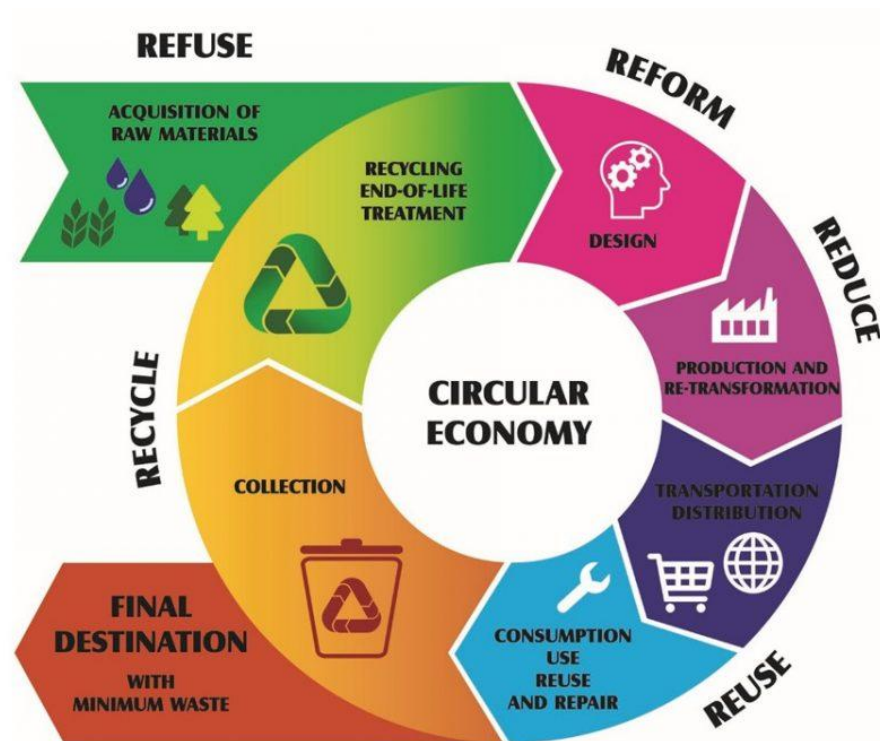 REFUSE
ACQUISITION OF
RAW MATERIALS
RECYCLING
END-OF-LIFE
TREATMENT
REFORM
DESIGN
REDUCE
PRODUCTION AND
RE-TRANSFORMATION
TRANSPORTATION
DISTRIBUTION
REUSE
CONSUMPTION
USE
REUSE
AND REPAIR
COLLECTION
RECYCLE
CIRCULAR
ECONOMY
FINAL
DESTINATION
WITH
MINIMUM WASTE